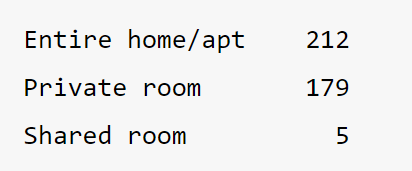 Entire home/apt 212
Private room 179
Shared room 5